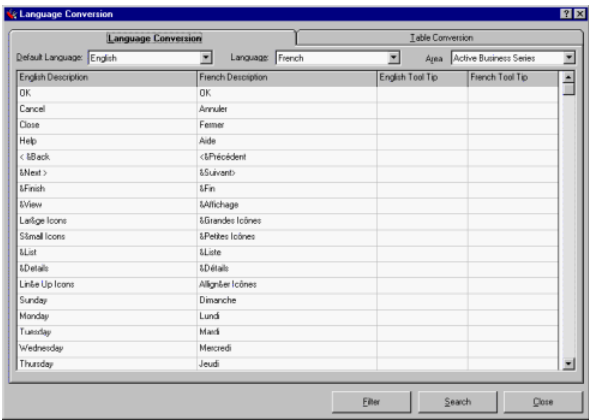 Language Conversion
Language Conversion Table Conversion
Default Language: English Language: French Area Active Business Series
English Description French Description English Tool Tip French Tool Tip
OK OK
Cancel Annuler
Close Fermer
Help Aide
< &Back <&Précédent
&Next > &Suivant>
&Finish &Fin
&View &Affichage
Lar&ge Icons &Grandes Icônes
S&mall Icons &Petites Icônes
&List &Liste
&Details &Détails
Lin&e Up Icons Allign&er Icônes
Sunday Dimanche
Monday Lundi
Tuesday Mardi
Wednesday Mercredi
Thursday Jeudi
Filter Search Close